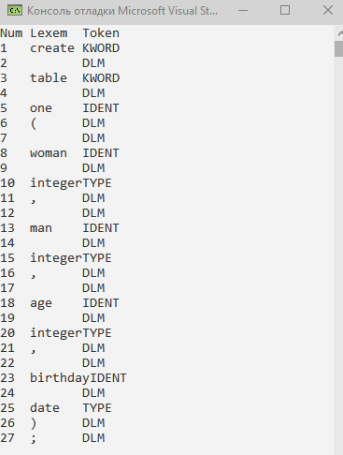 Консоль отладки Microsoft Visual St...
Num Lexem Token
1 create KWORD
2 DLM
3 table KWORD
4 DLM
5 one IDENT
6 ( DLM
7 DLM
8 woman IDENT
9 DLM
10 integerTYPE
11 , DLM
12 DLM
13 man IDENT
14 DLM
15 integerTYPE
16 , DLM
17 DLM
18 age IDENT
19 DLM
20 integerTYPE
21 , DLM
22 DLM
23 birthdayIDENT
24 DLM
25 date TYPE
26 ) DLM
27 ; DLM